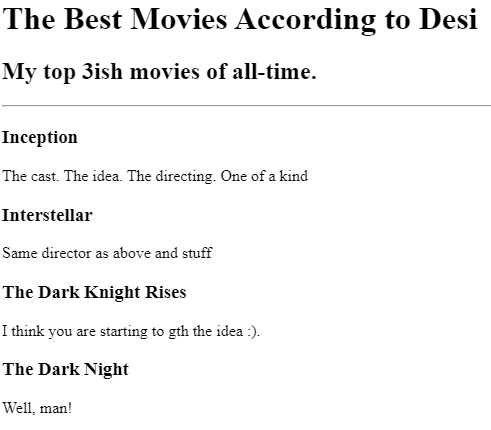 The Best Movies According to Desi
My top 3ish movies of all-time.
Inception
The cast. The idea. The directing. One of a kind
Interstellar
Same director as above and stuff
The Dark Knight Rises
I think you are starting to gth the idea :).
The Dark Night
Well, man!